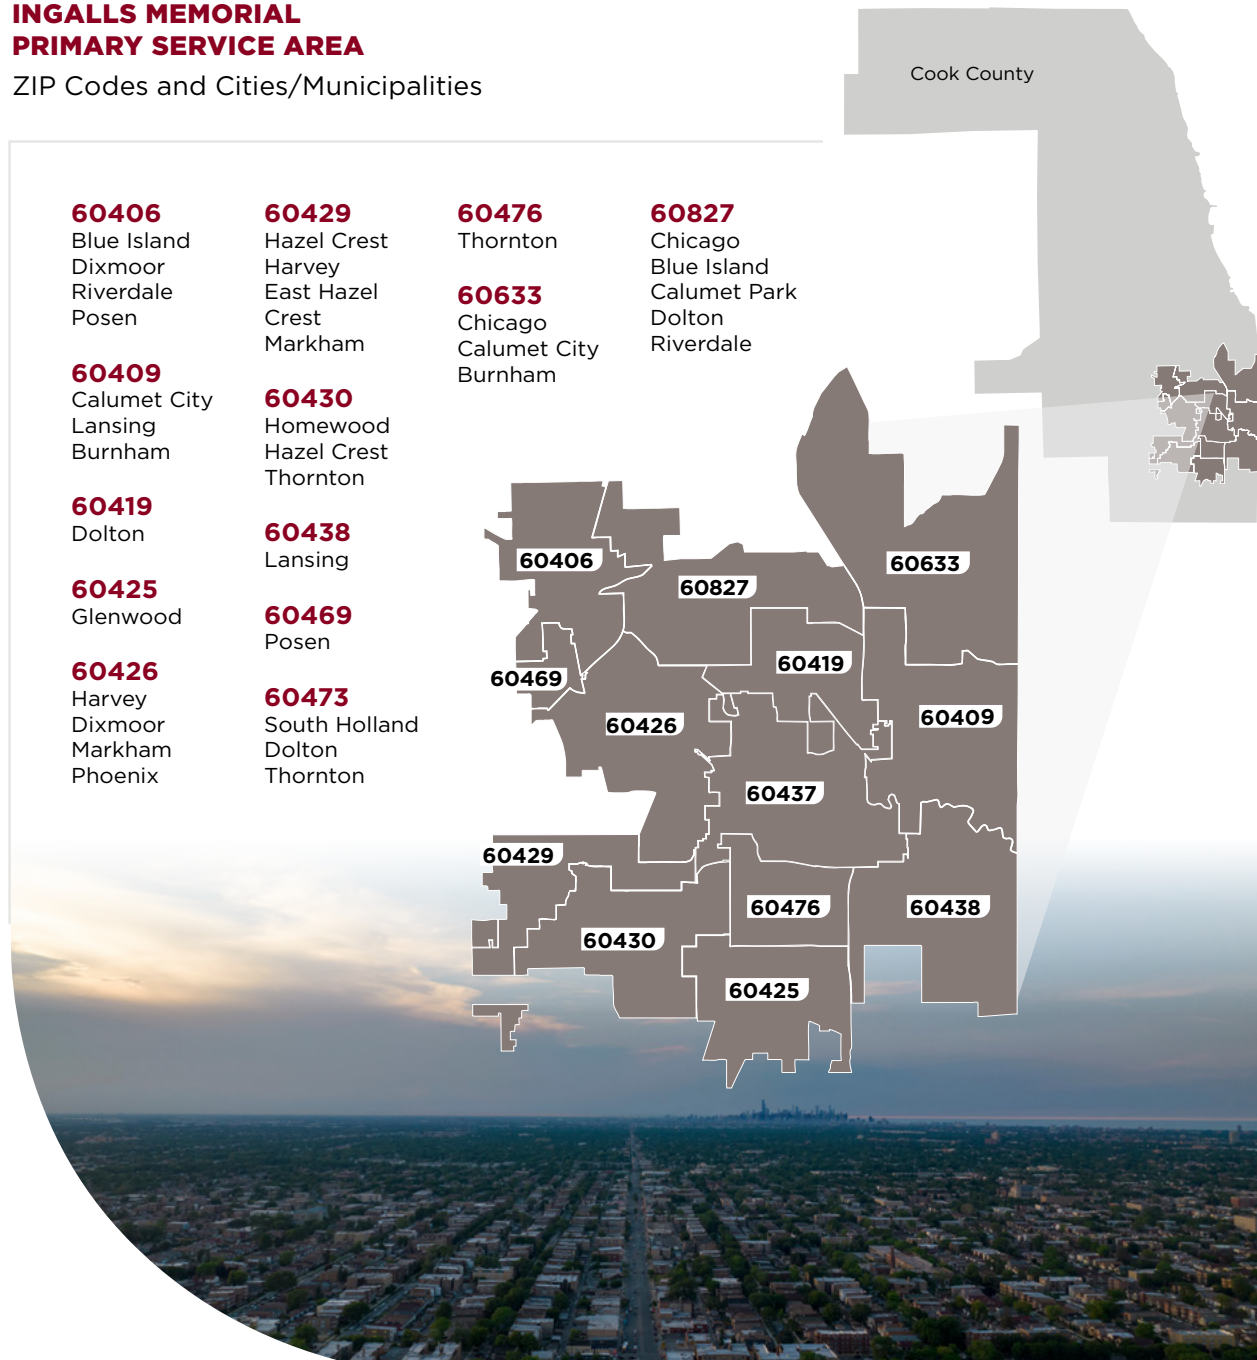 INGALLS MEMORIAL
PRIMARY SERVICE AREA
ZIP Codes and Cities/Municipalities
Cook County
60406
Blue Island
Dixmoor
Riverdale
Posen
60409
Calumet City
Lansing
Burnham
60419
Dolton
60425
Glenwood
60426
Harvey
Dixmoor
Markham
Phoenix
60429
Hazel Crest
Harvey
East Hazel
Crest
Markham
60430
Homewood
Hazel Crest
Thornton
60438
Lansing
60469
Posen
60473
South Holland
Dolton
Thornton
60476
Thornton
60633
Chicago
Calumet City
Burnham
60827
Chicago
Blue Island
Calumet Park
Dolton
Riverdale
60406
60633
60827
60419
60469
60409
60426
60437
60429
60476
60438
60430
60425